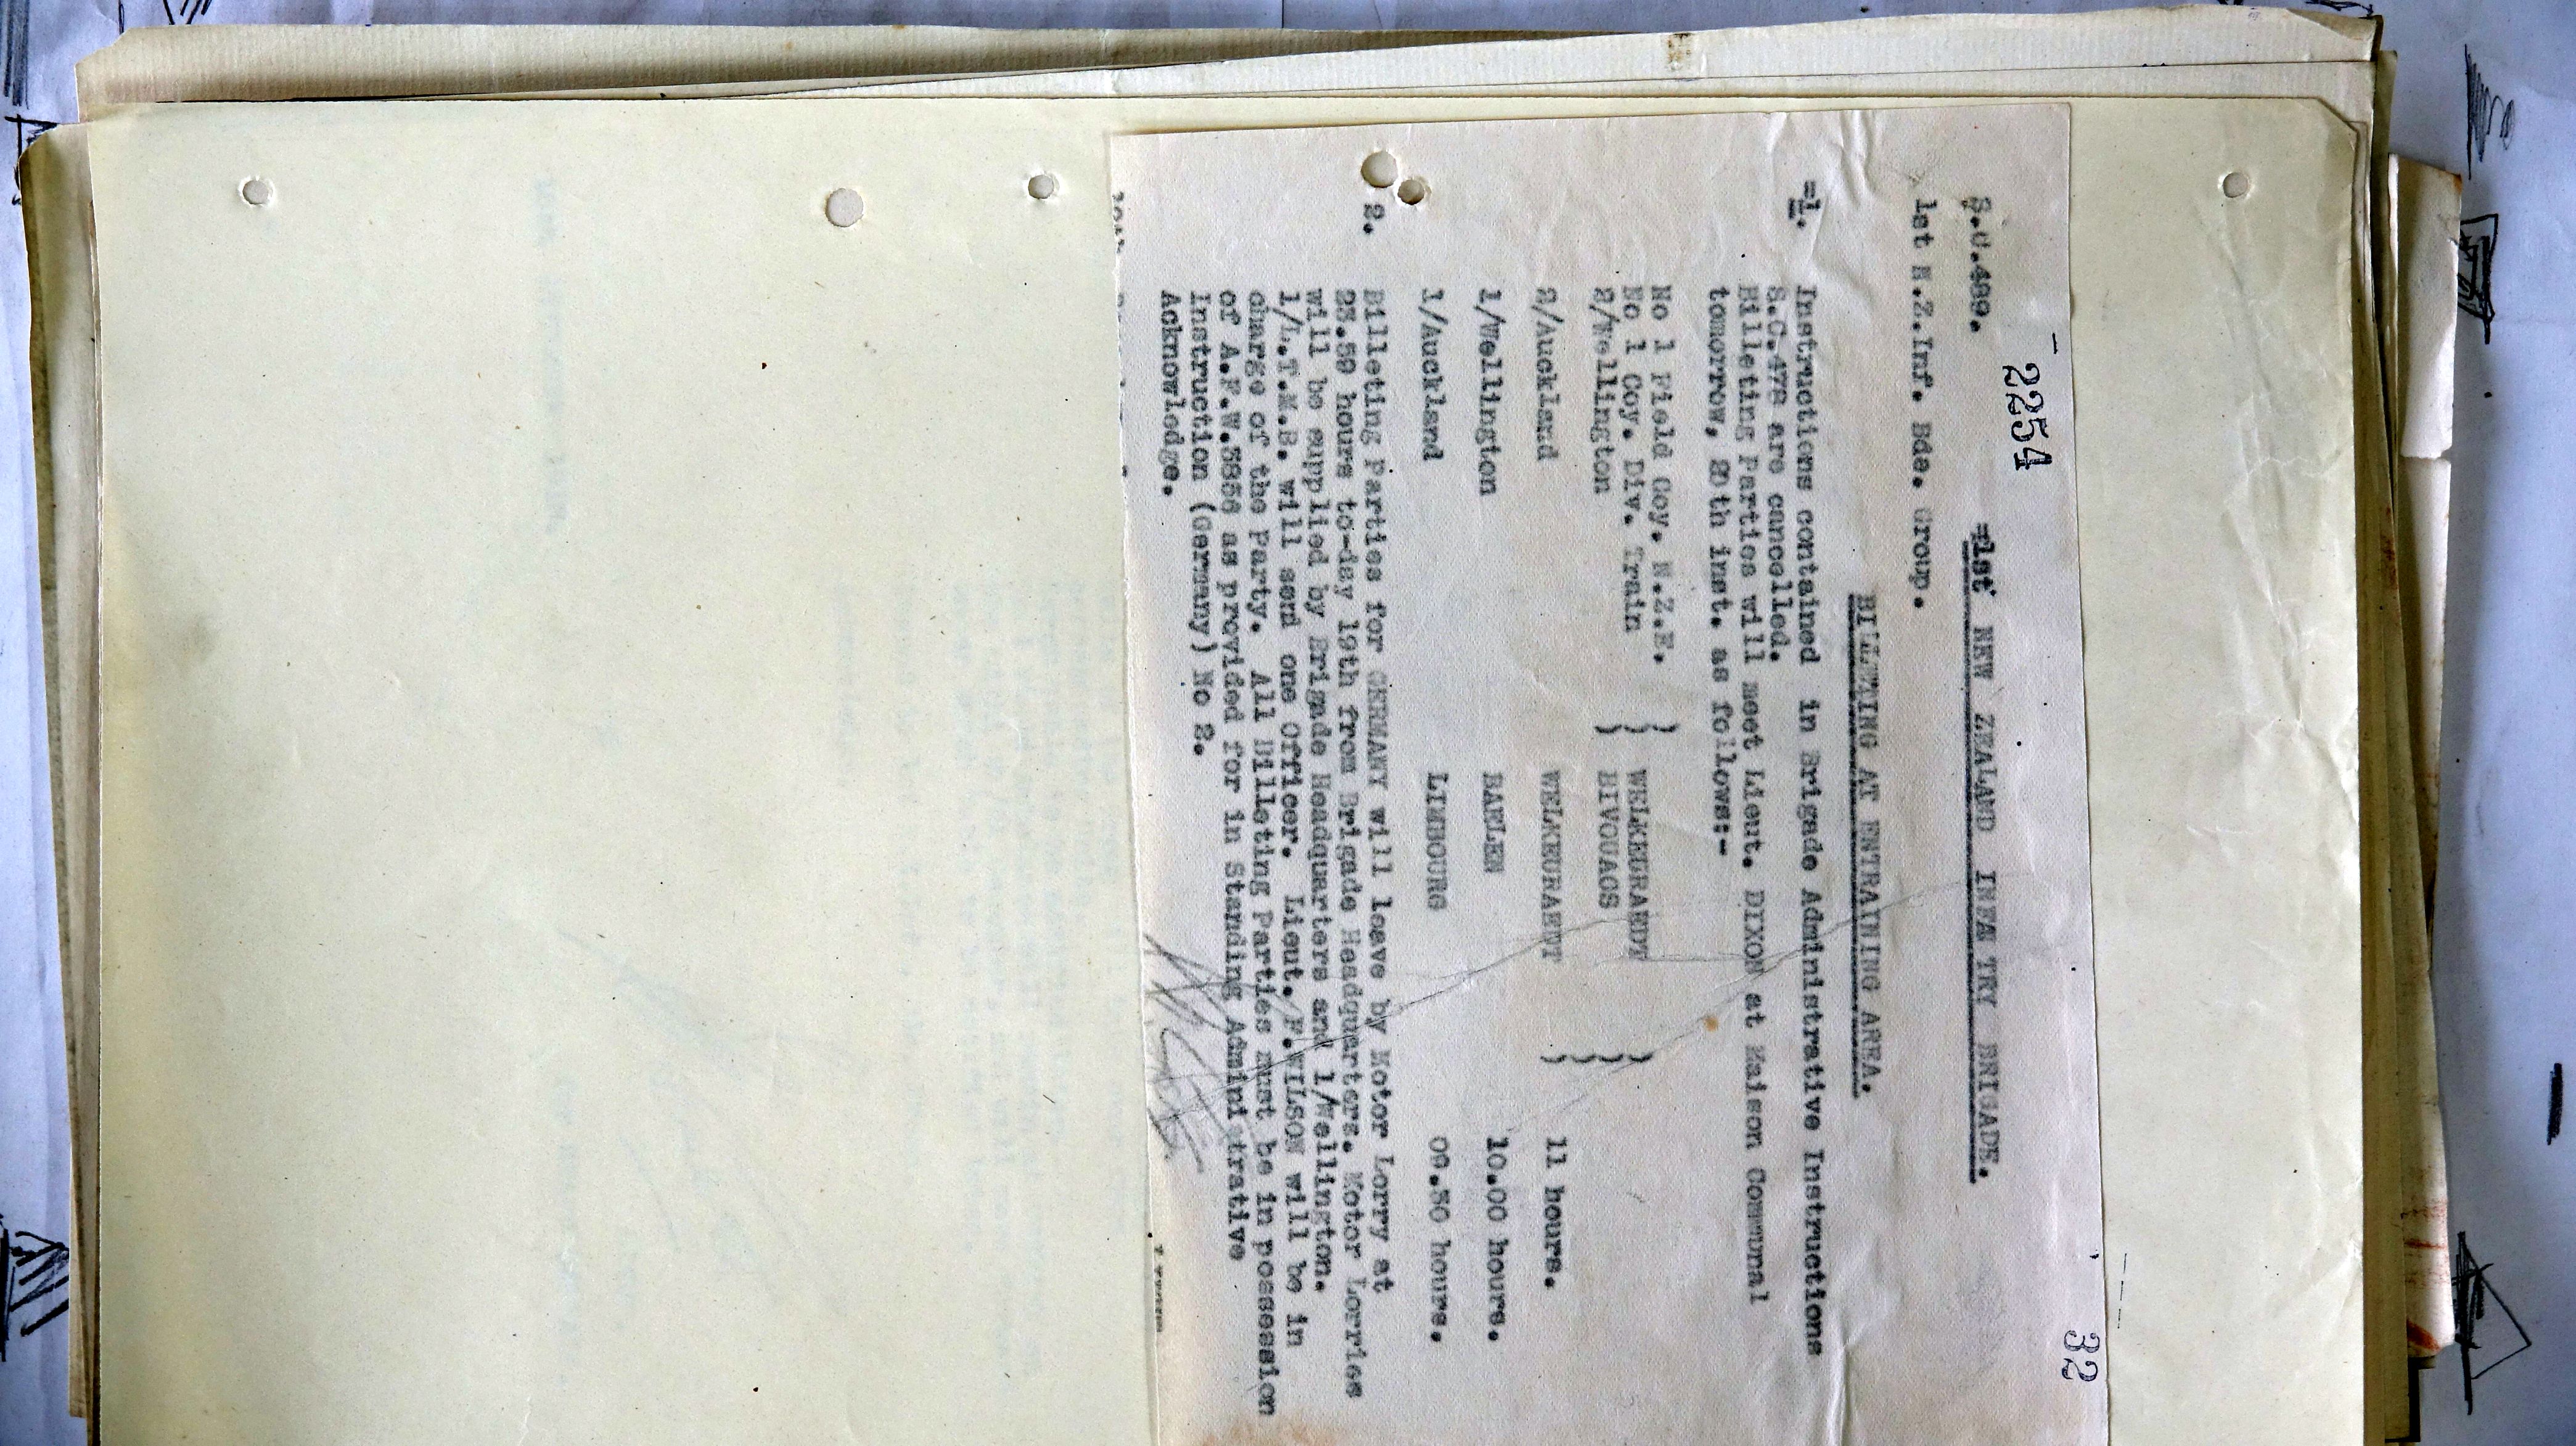 32
2254
S.C.489.
=1st NEW ZEALAND INFANTRY BRIGADE.
1st N.Z.Inf. Bde. Group.
BILLETING AT ENTRAINING AREA.
=1. Instructions contained in Brigade Administrative Instructions
S.C.478 are cancelled.
Billeting Parties will meet Lieut. DIXON at Maison Communal
tomorrow, 20th inst. as follows:-
No 1 Field Coy. N.Z.E. }
No 1 Coy. Div. Train } WELKEURAEDT }
2/Wellington } BIVOUACS }
2/Auckland WELKEURAEDT } 11 hours.
1/Wellington BAELEN 10.00 hours.
1/Auckland LIMBOURG 09.30 hours.
2. Billeting Parties for GERMANY will leave by Motor Lorry at
23.59 hours to-day 19th from Brigade Headquarters. Motor Lorries
will be supplied by Brigade Headquarters and 1/Wellington.
1/L.T.M.B. will send one Officer. Lieut. F.WILSON will be in
charge of the Party. All Billeting Parties must be in possession
of A.F.W.3856 as provided for in Standing Administrative
Instruction (Germany) No 2.
Acknowledge.